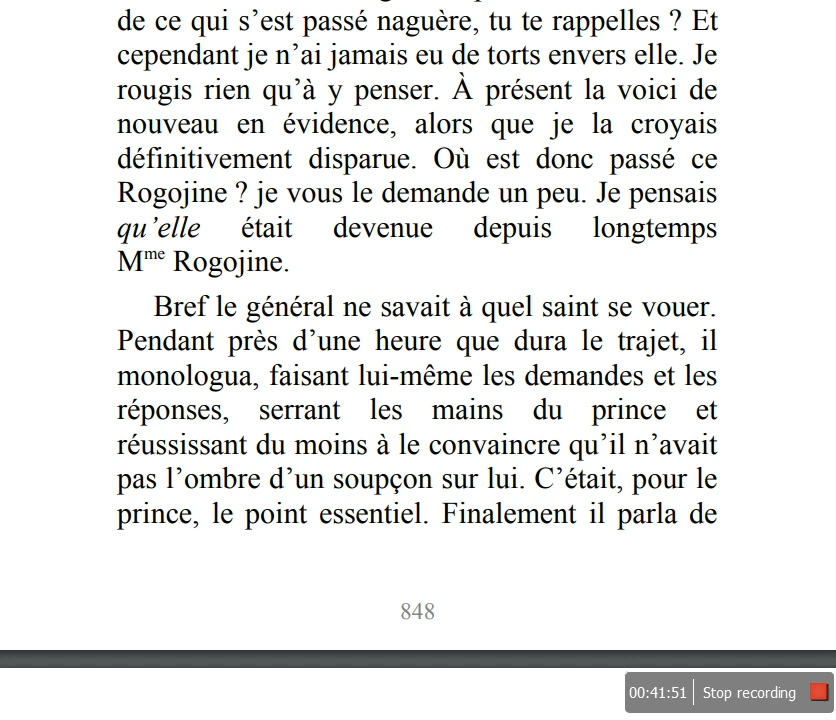 de ce qui s’est passé naguère, tu te rappelles ? Et
cependant je n’ai jamais eu de torts envers elle. Je
rougis rien qu’à y penser. À présent la voici de
nouveau en évidence, alors que je la croyais
définitivement disparue. Où est donc passé ce
Rogojine ? je vous le demande un peu. Je pensais
qu’elle était devenue depuis longtemps
Mme Rogojine.
Bref le général ne savait à quel saint se vouer.
Pendant près d’une heure que dura le trajet, il
monologua, faisant lui-même les demandes et les
réponses, serrant les mains du prince et
réussissant du moins à le convaincre qu’il n’avait
pas l’ombre d’un soupçon sur lui. C’était, pour le
prince, le point essentiel. Finalement il parla de
848
00:41:51 Stop recording